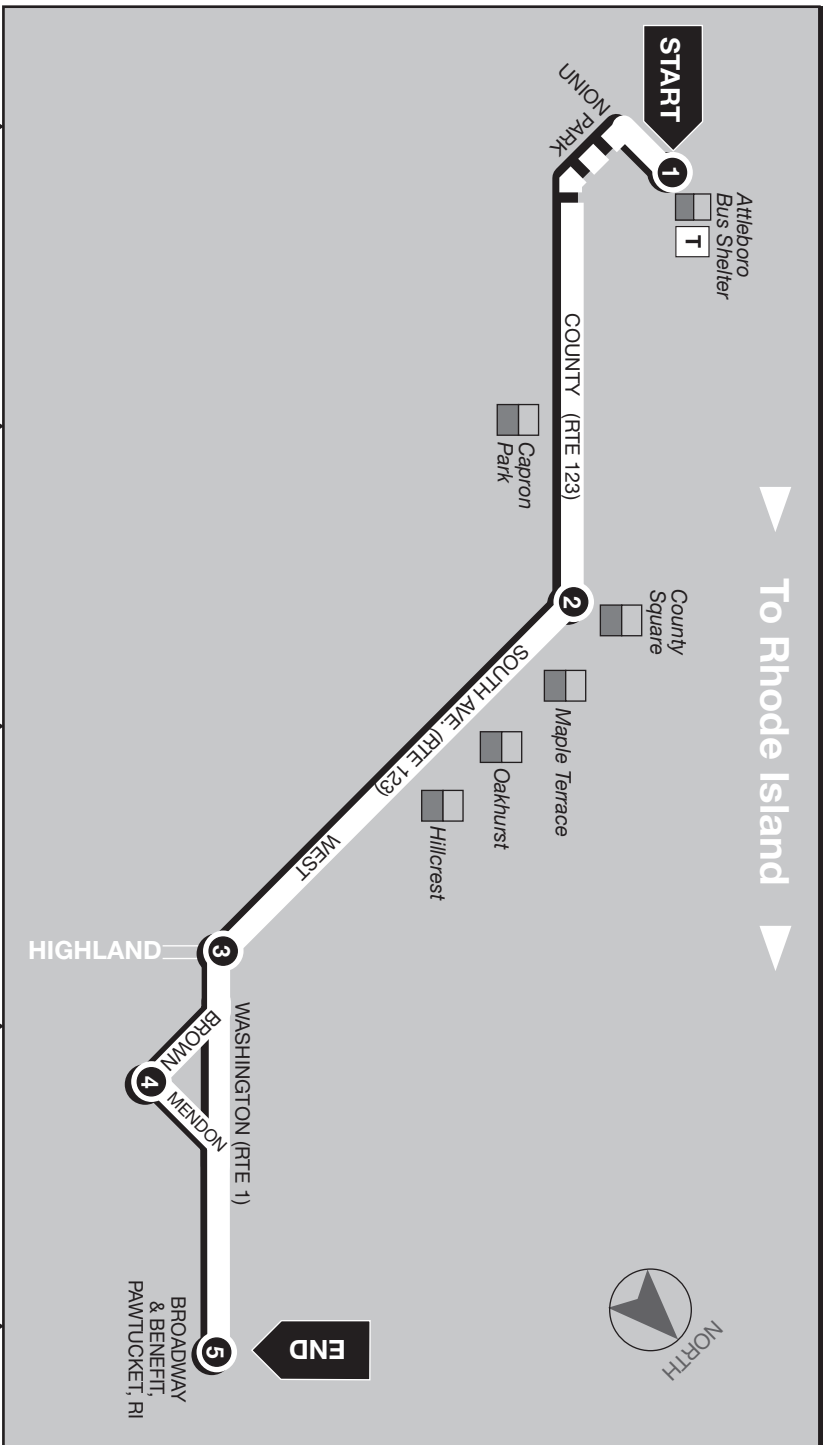 To Rhode Island
START
1
Attleboro
Bus Shelter
T
UNION
PARK
COUNTY (RTE 123)
Capron
Park
2
County
Square
SOUTH AVE. (RTE 123)
Maple Terrace
Oakhurst
Hillcrest
WEST
3
HIGHLAND
WASHINGTON (RTE 1)
BROWN
4
MENDON
5
BROADWAY
& BENEFIT,
PAWTUCKET, RI
END
NORTH